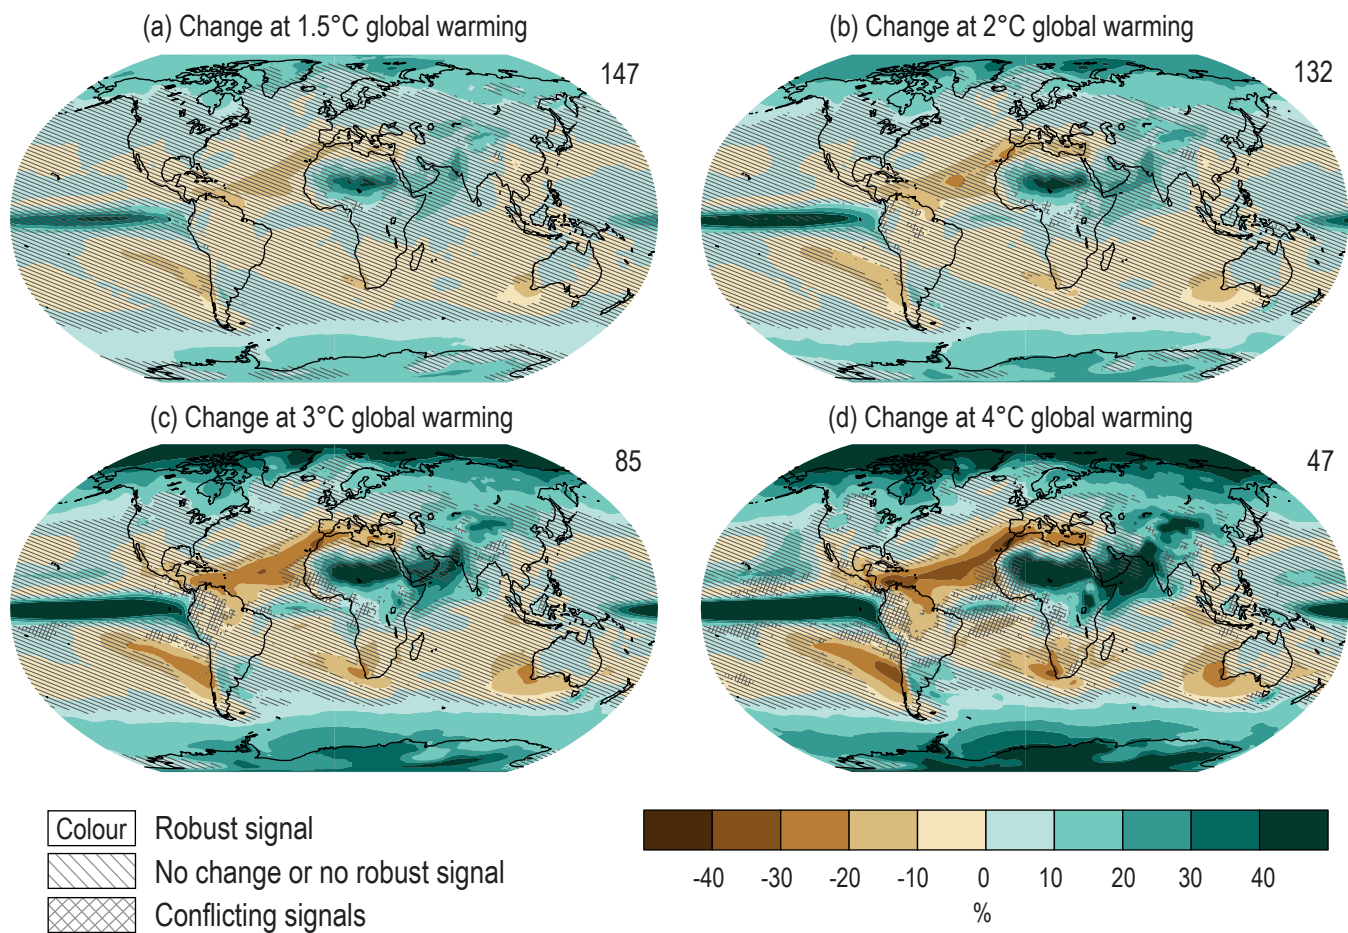 (a) Change at 1.5°C global warming
(b) Change at 2°C global warming
147
132
(c) Change at 3°C global warming
(d) Change at 4°C global warming
85
47
Colour Robust signal
No change or no robust signal
Conflicting signals
-40 -30 -20 -10 0 10 20 30 40
%